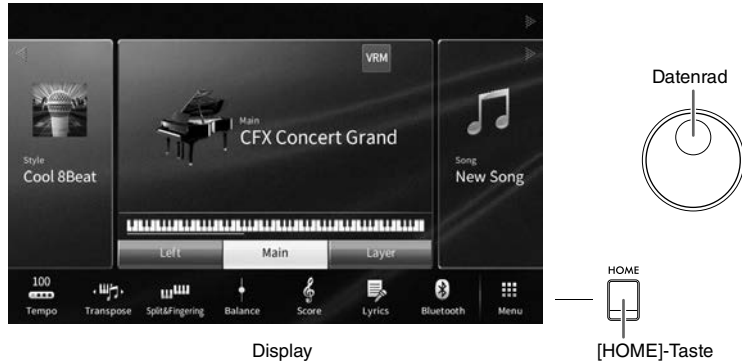 VRM
Datenrad
Main
CFX Concert Grand
Style
Cool 8Beat
Song
New Song
Left
Main
Layer
100
Tempo
Transpose
Split&Fingering
Balance
Score
Lyrics
Bluetooth
Menu
HOME
Display
[HOME]-Taste